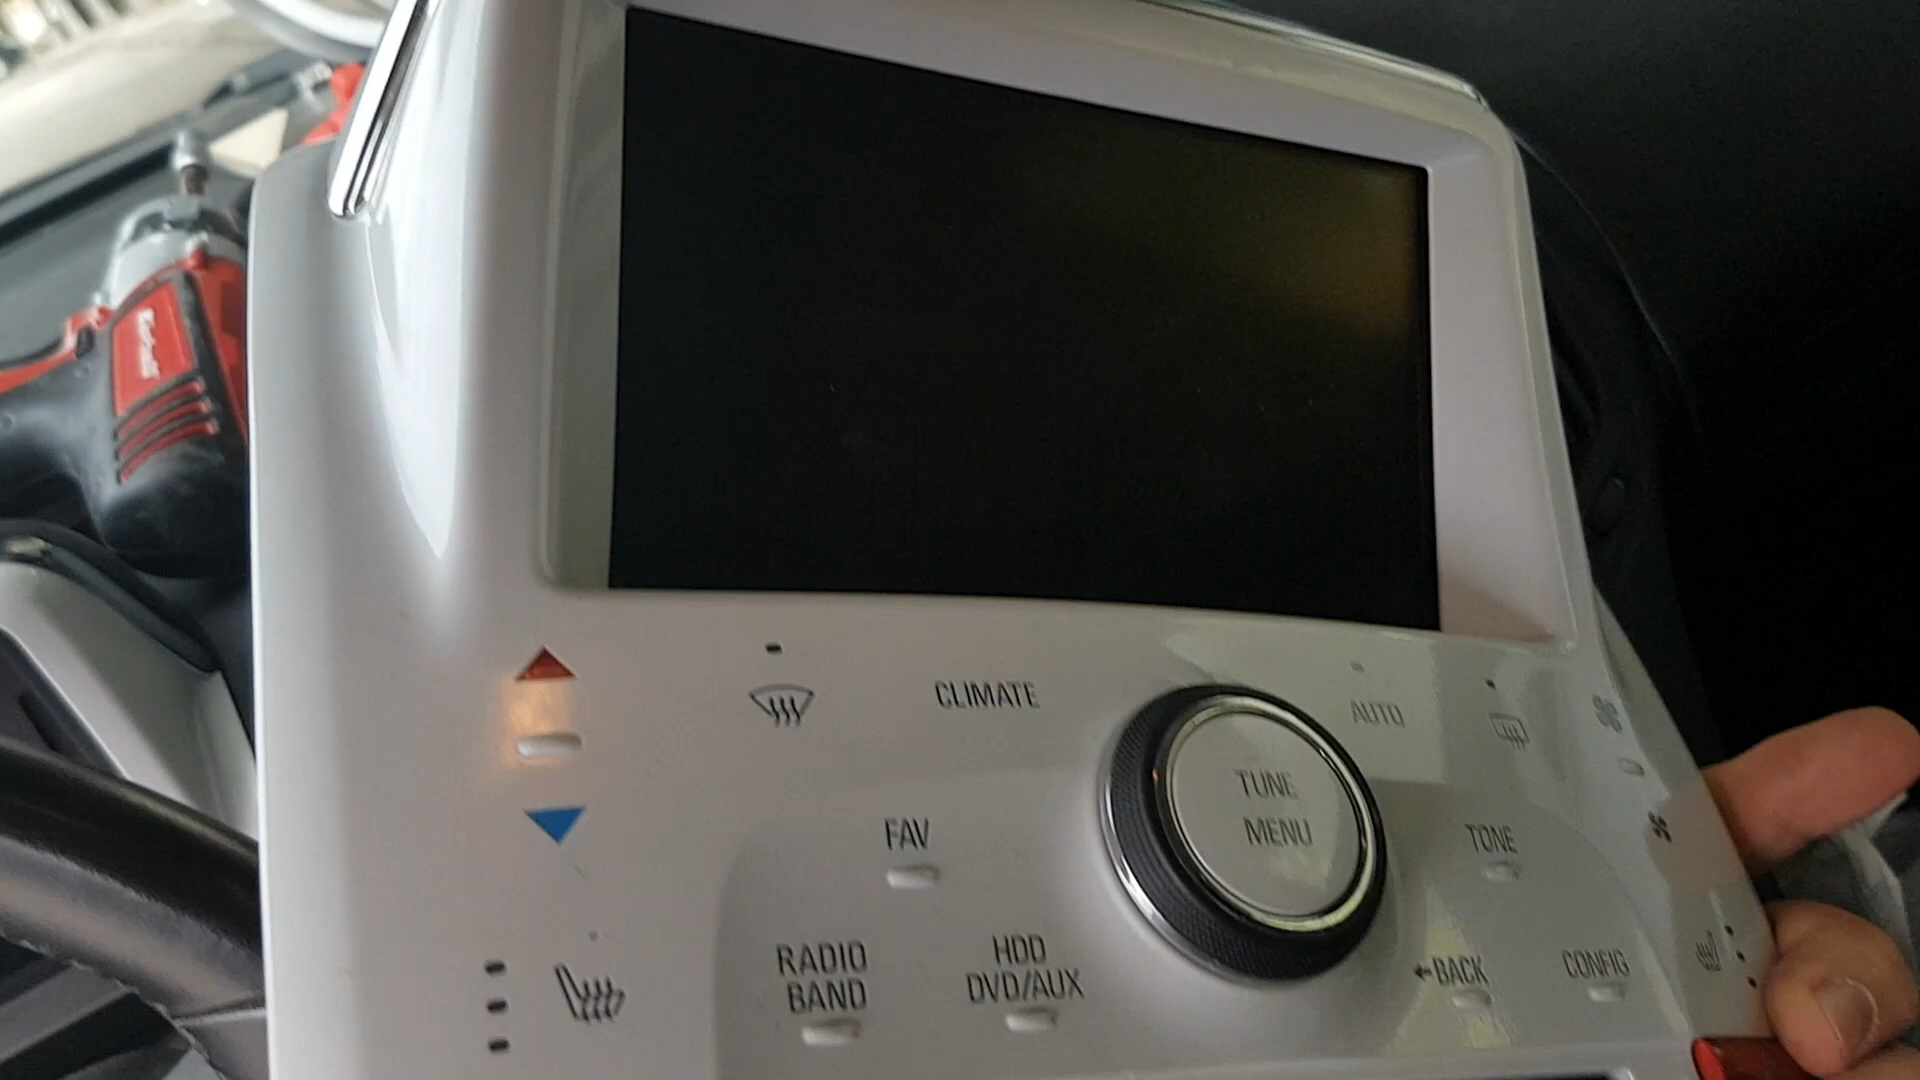 CLIMATE
AUTO
TUNE
MENU
FAV
TONE
RADIO
BAND
HDD
DVD/AUX
BACK
CONFIG